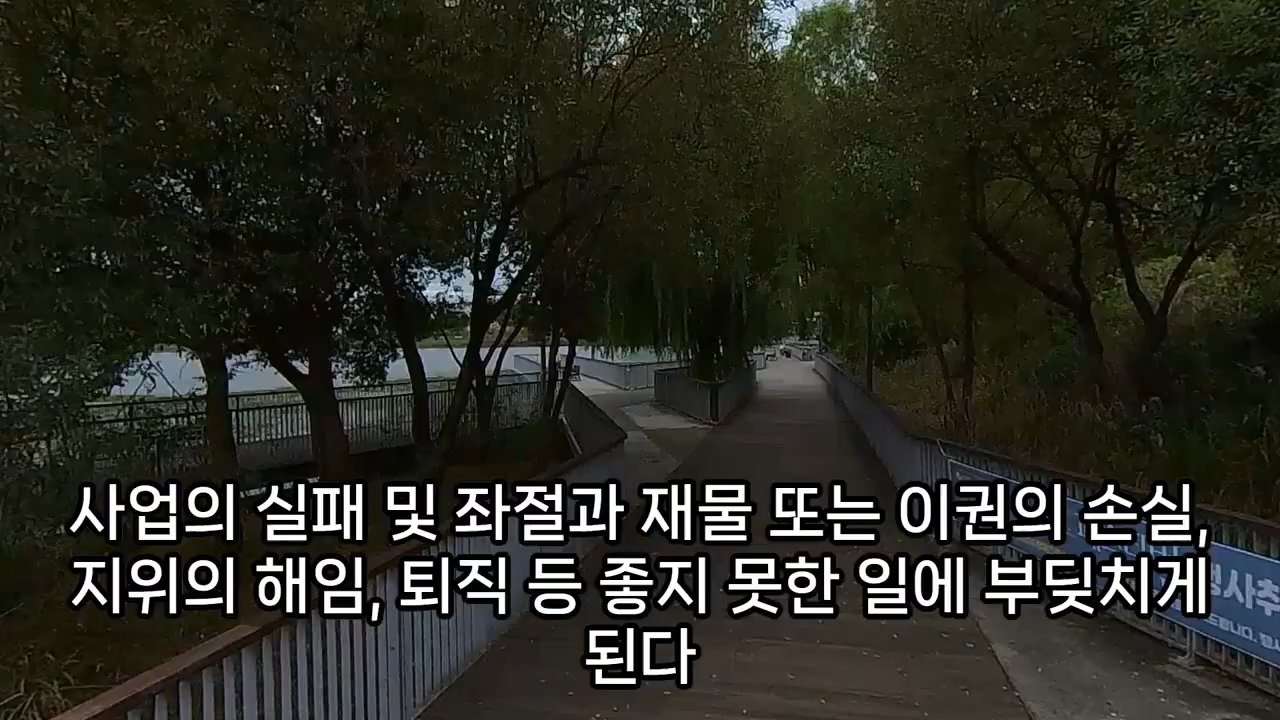 사업의 실패 및 좌절과 재물 또는 이권의 손실,
지위의 해임, 퇴직 등 좋지 못한 일에 부딪치게
된다